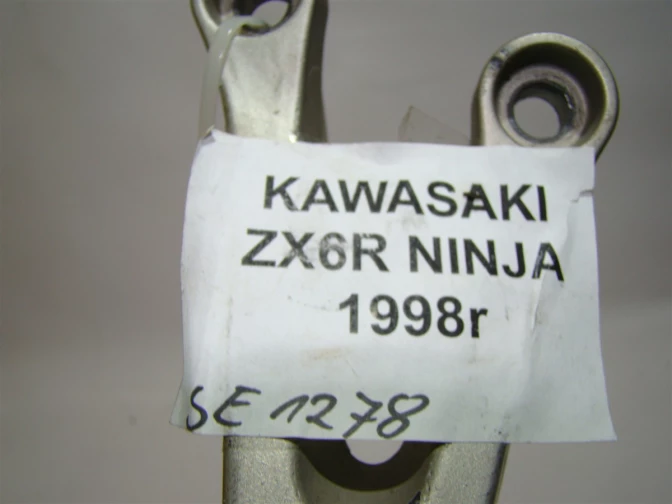 KAWASAKI
ZX6R NINJA
1998r
SE 1278